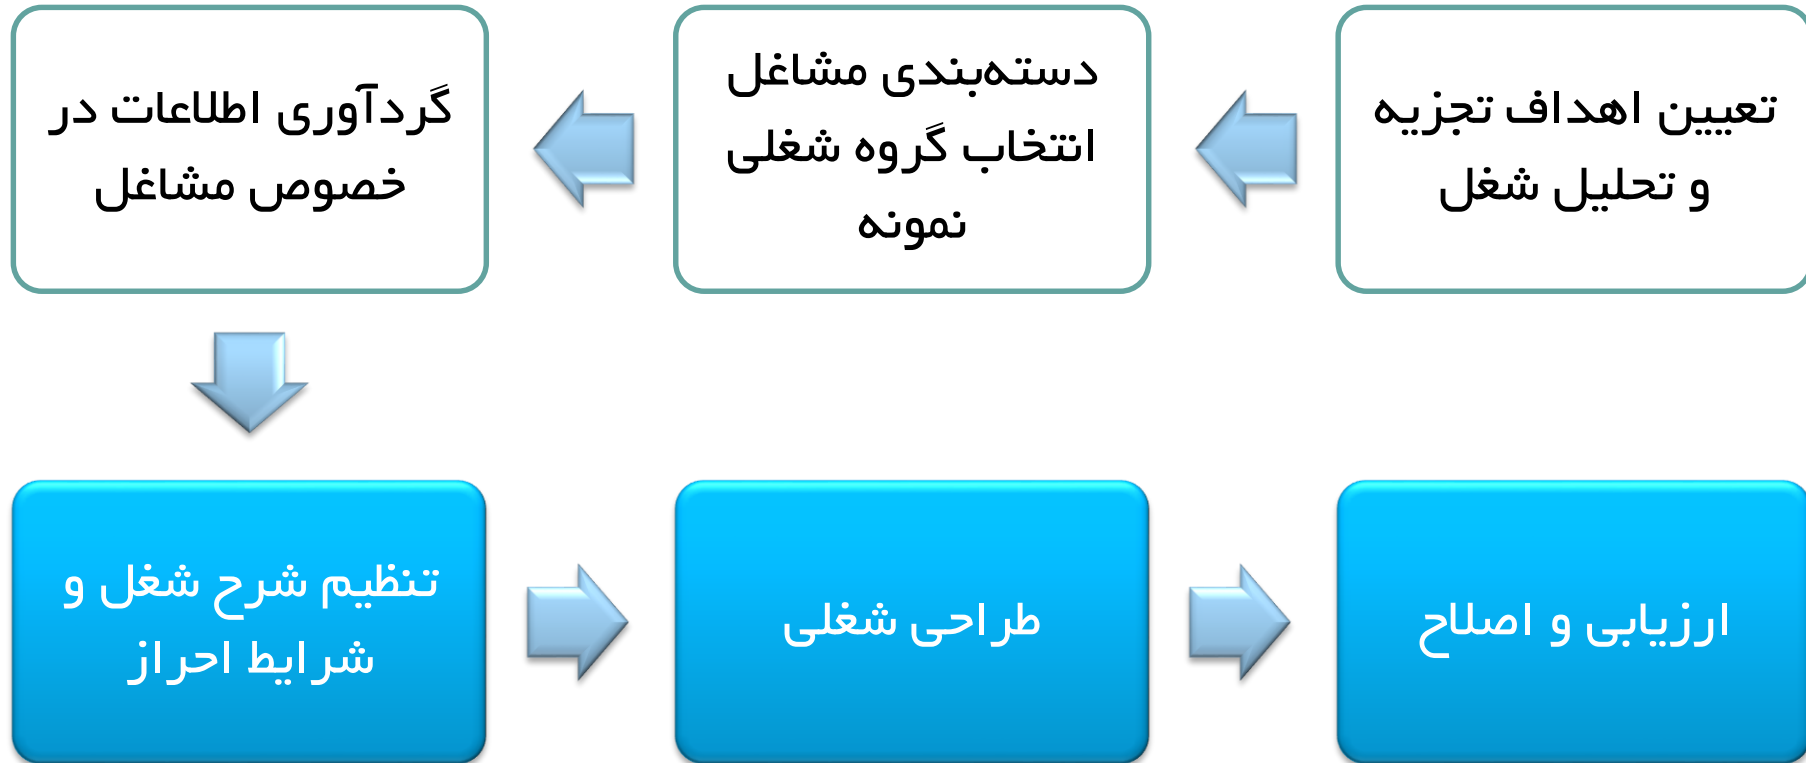 تعیین اهداف تجزیه
و تحلیل شغل
دسته‌بندی مشاغل
انتخاب گروه شغلی
نمونه
گردآوری اطلاعات در
خصوص مشاغل
تنظیم شرح شغل و
شرایط احراز
طراحی شغلی
ارزیابی و اصلاح